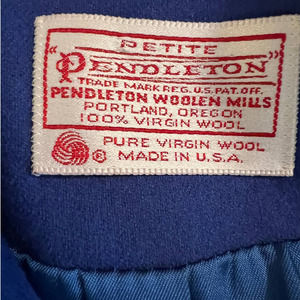 PETITE
"PENDLETON"
TRADE MARK REG. U.S. PAT. OFF.
PENDLETON WOOLEN MILLS
PORTLAND, OREGON
100% VIRGIN WOOL
® PURE VIRGIN WOOL
MADE IN U.S.A.